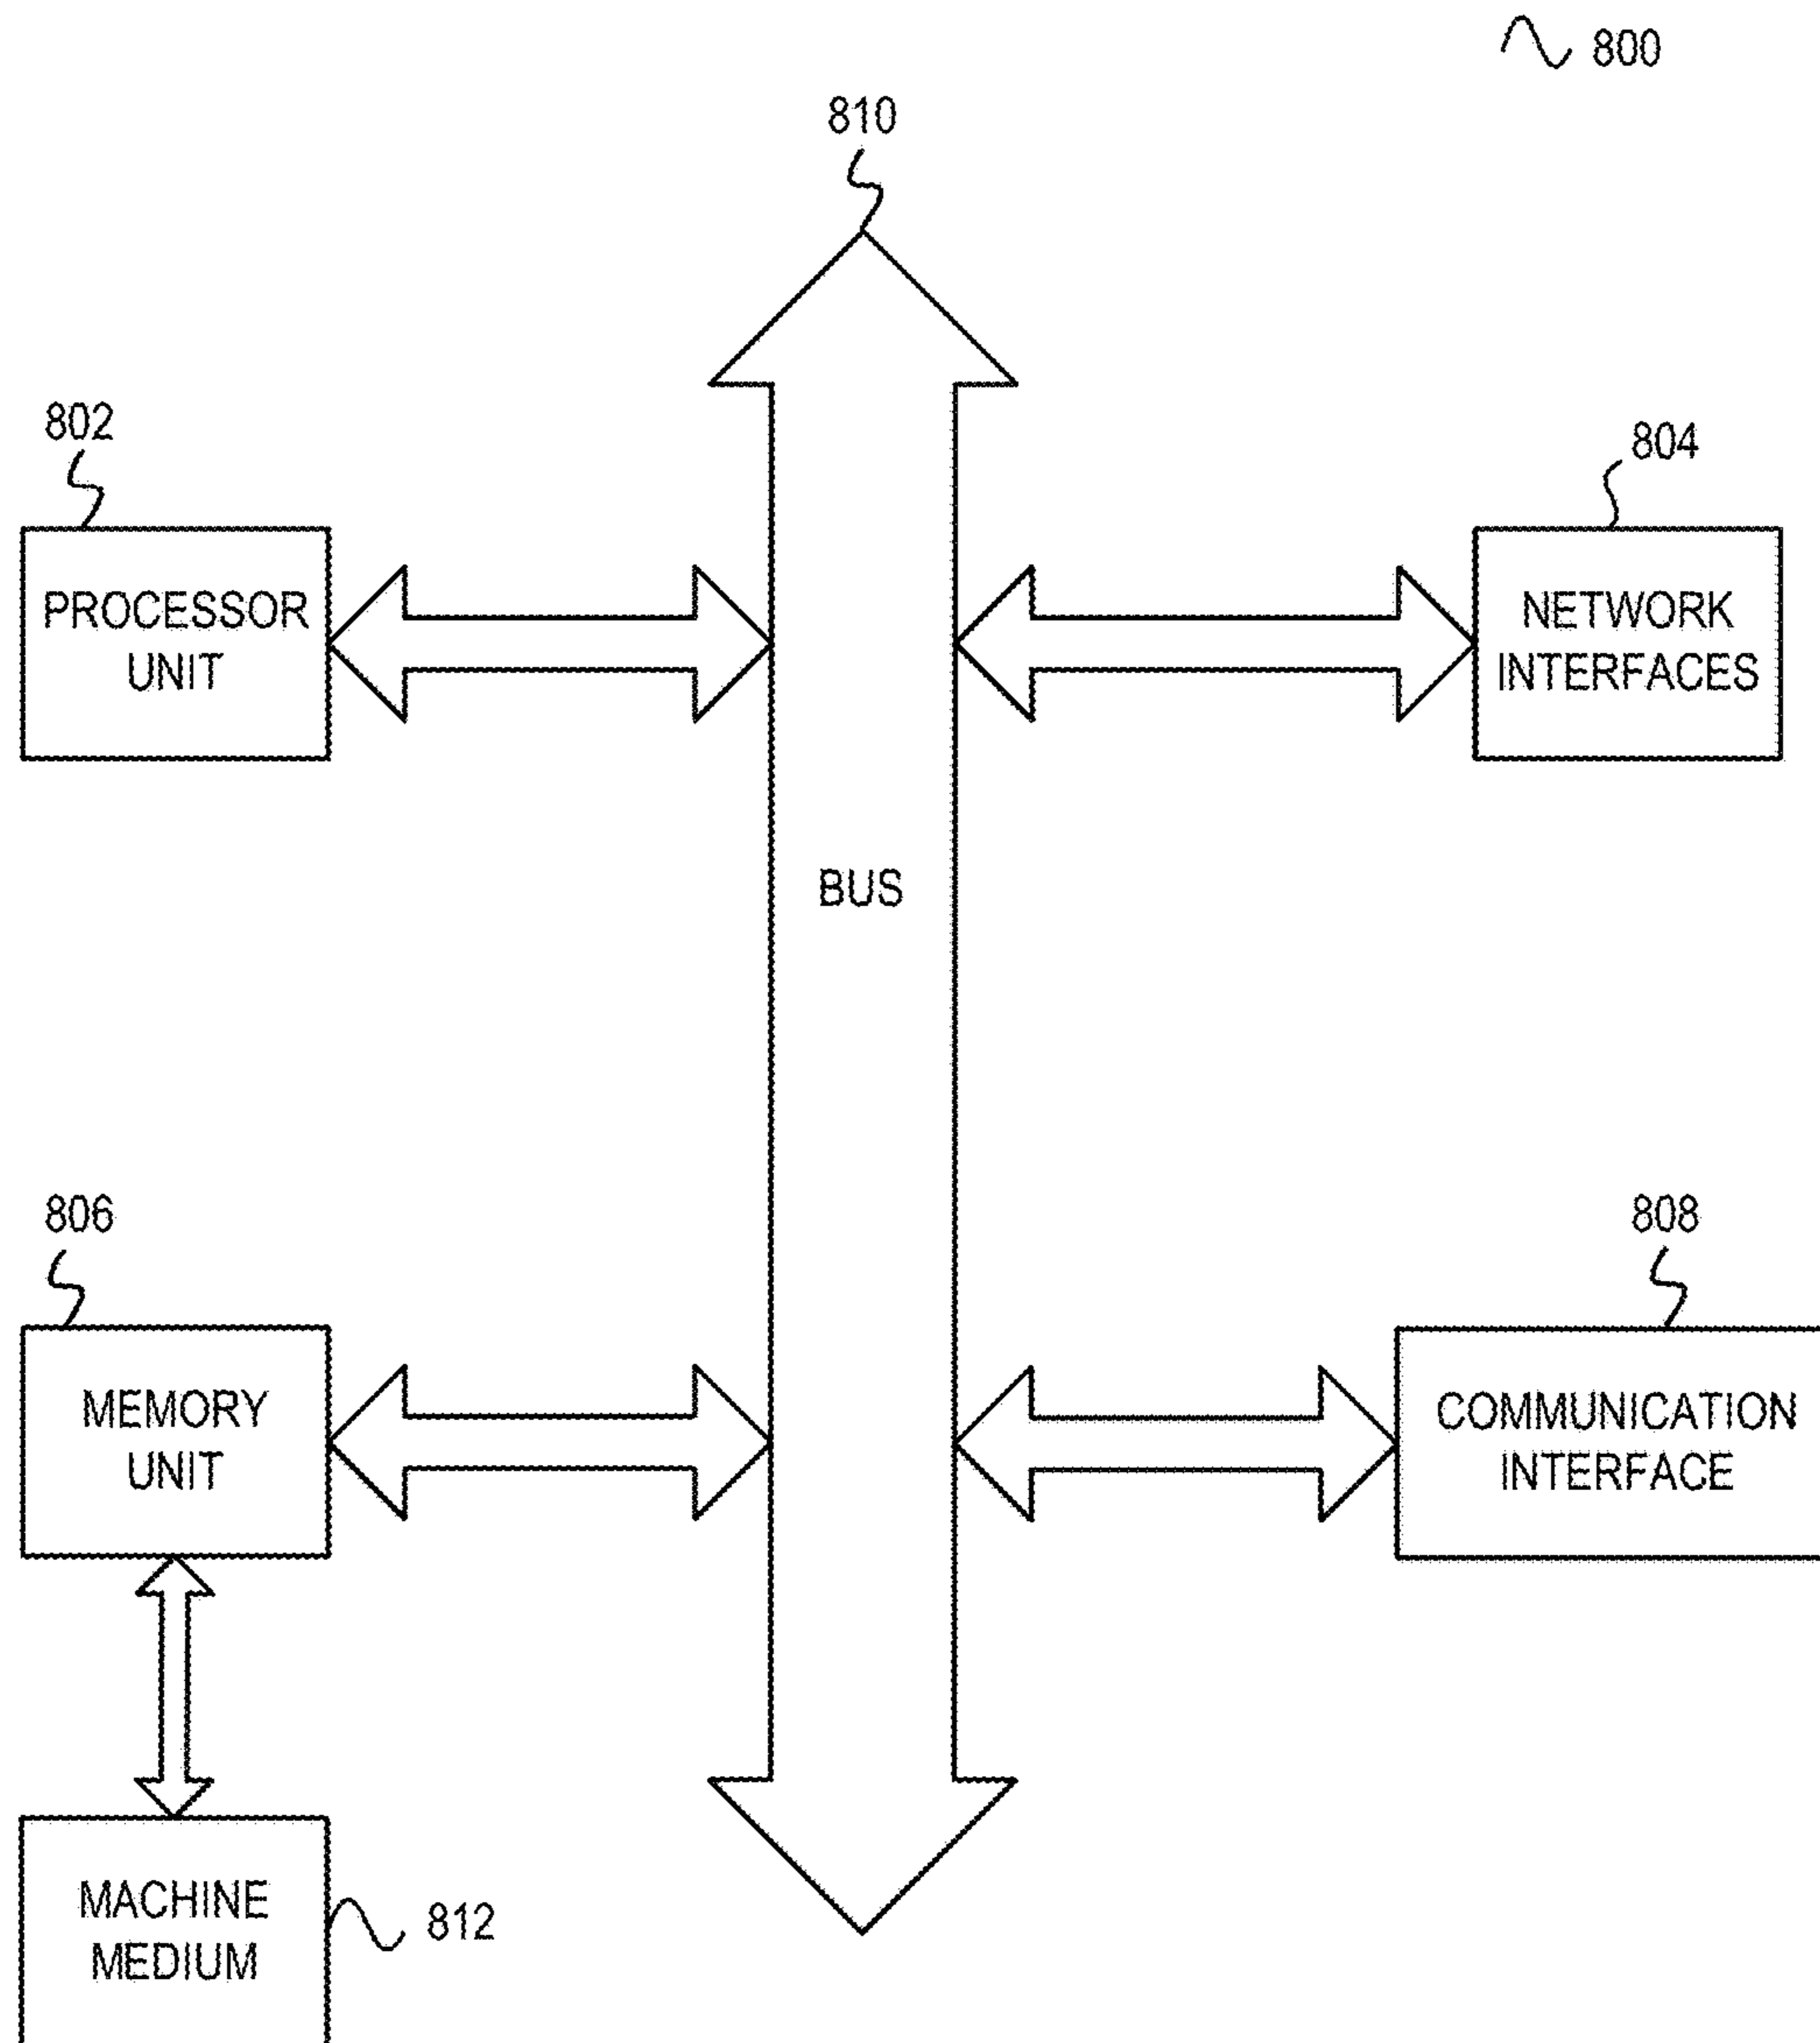 800
810
802
804
PROCESSOR
UNIT
NETWORK
INTERFACES
BUS
806
808
MEMORY
UNIT
COMMUNICATION
INTERFACE
MACHINE
MEDIUM
812